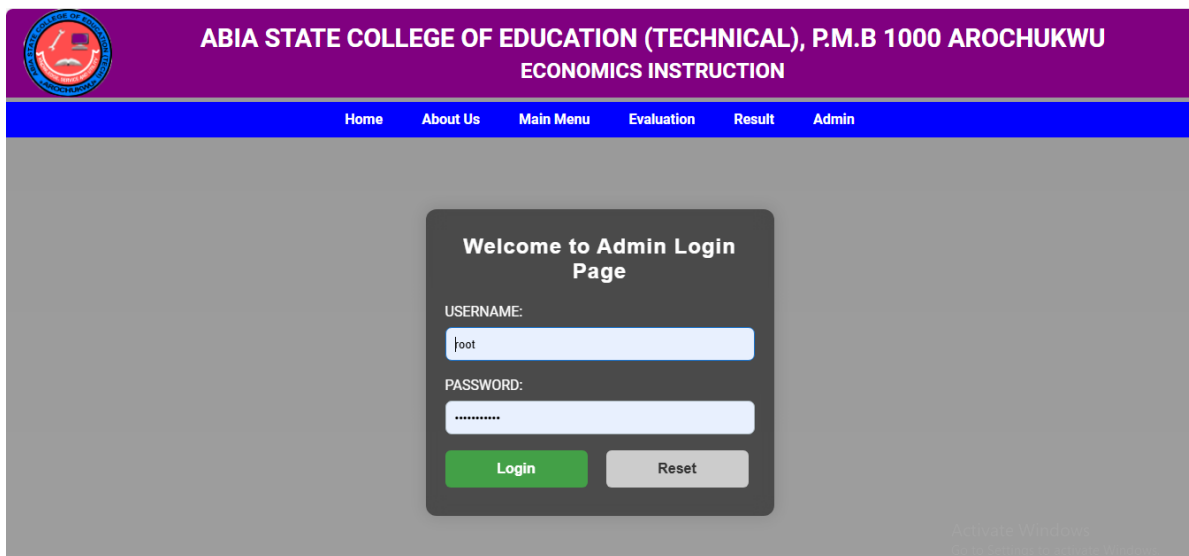 ABIA STATE COLLEGE OF EDUCATION (TECHNICAL), P.M.B 1000 AROCHUKWU
ECONOMICS INSTRUCTION
Home About Us Main Menu Evaluation Result Admin
Welcome to Admin Login
Page
USERNAME:
root
PASSWORD:
•••••••••••
Login Reset
Activate Windows